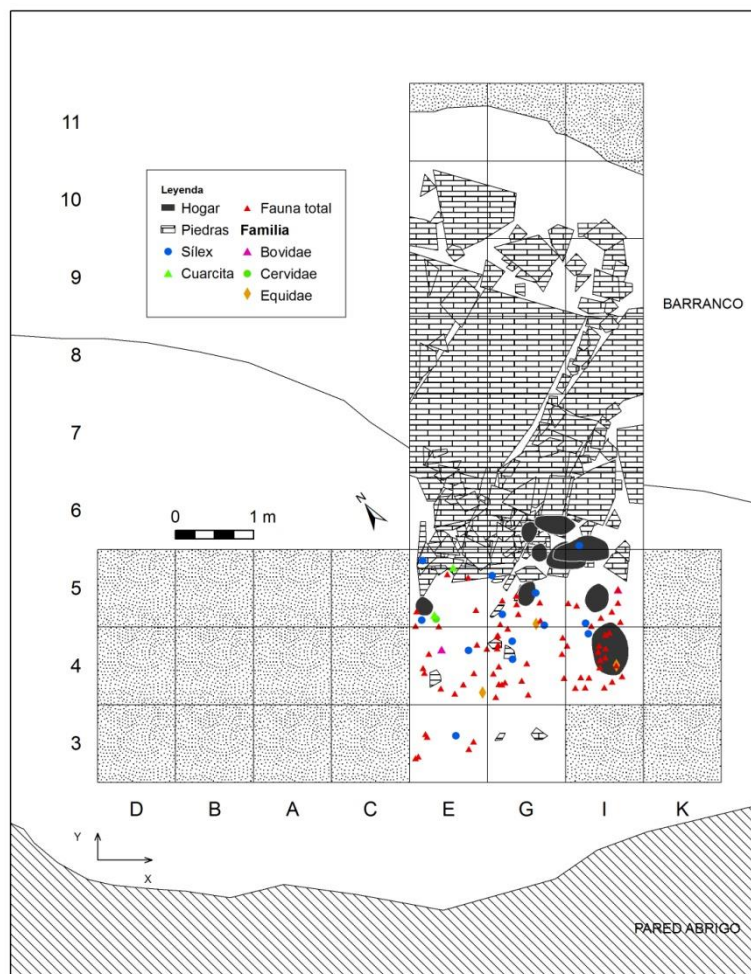 11
10
9
8
7
6
5
4
3
Leyenda
Hogar
Piedras
Sílex
Cuarcita
Fauna total
Familia
Bovidae
Cervidae
Equidae
BARRANCO
N
0 1 m
D B A C E G I K
Y
X
PARED ABRIGO